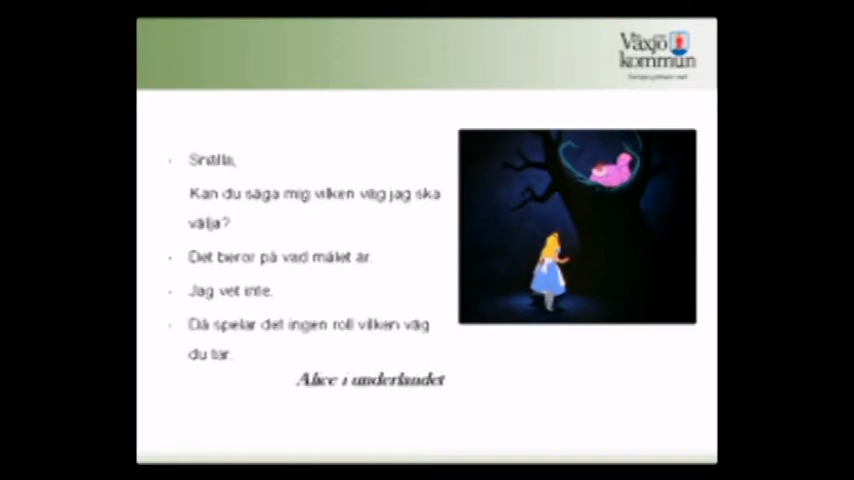 Växjö
kommun
Snälla,
Kan du säga mig vilken väg jag ska
välja?
Det beror på vad målet är.
Jag vet inte.
Då spelar det ingen roll vilken väg
du tar.
Alice i underlandet